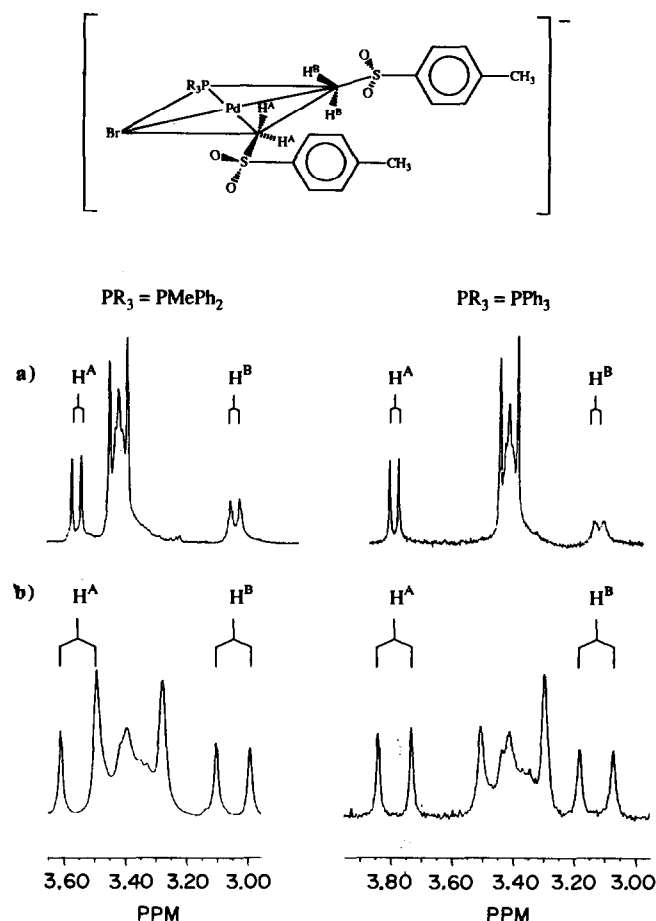 Hᴮ
O
S
O
CH₃
R₃P
Hᴬ
Hᴮ
Pd
Br
Hᴬ
O
S
O
CH₃
−
PR₃ = PMePh₂
PR₃ = PPh₃
a)
Hᴬ
Hᴮ
Hᴬ
Hᴮ
b)
Hᴬ
Hᴮ
Hᴬ
Hᴮ
3.60 3.40 3.20 3.00
PPM
3.80 3.60 3.40 3.20 3.00
PPM